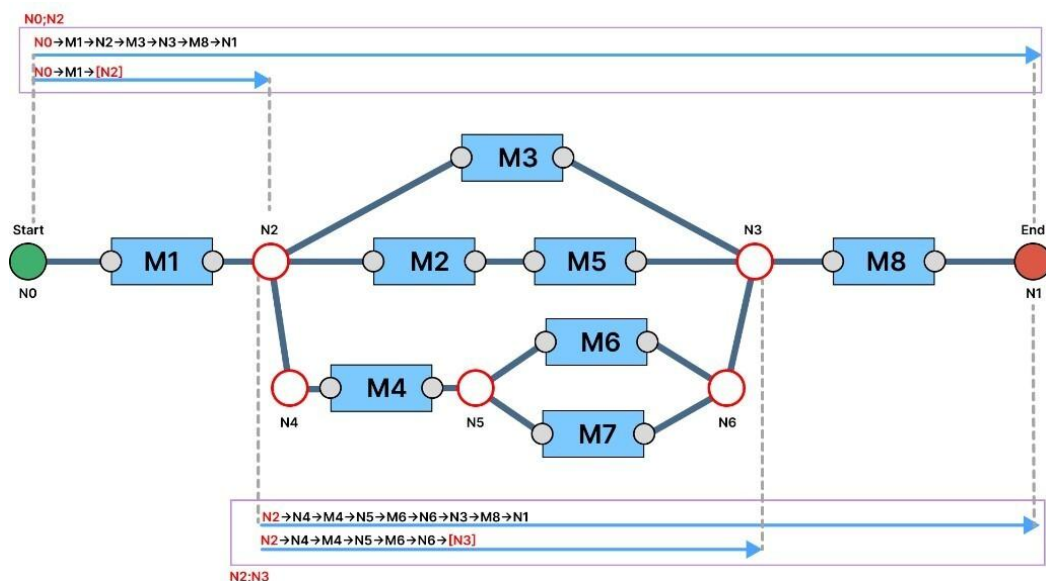 N0;N2
N0→M1→N2→M3→N3→M8→N1
N0→M1→[N2]
M3
Start
N2
N3
End
M1
M2
M5
M8
N0
N1
M6
M4
N4
N5
N6
M7
N2→N4→M4→N5→M6→N6→N3→M8→N1
N2→N4→M4→N5→M6→N6→[N3]
N2;N3